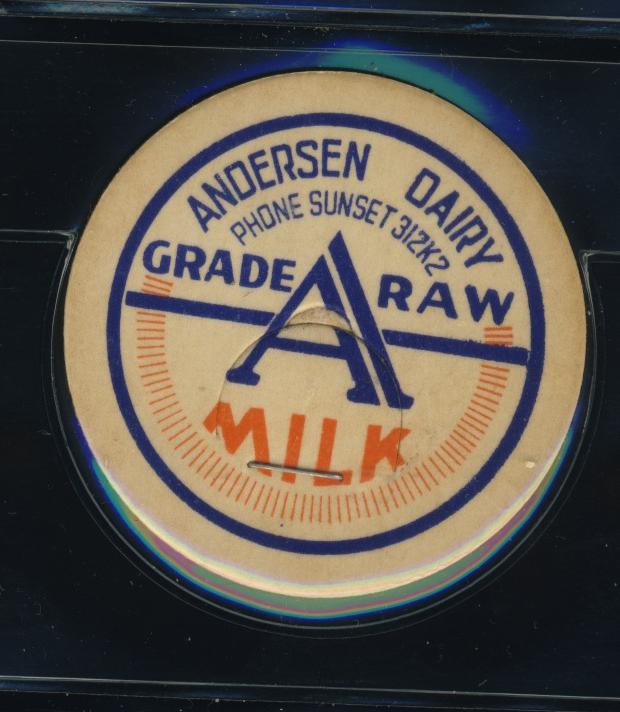 ANDERSEN DAIRY
PHONE SUNSET 312K2
GRADE A RAW
MILK